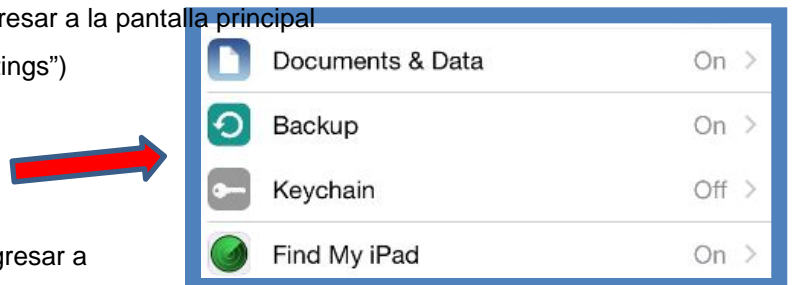 resar a la pantalla principal
ings”)
Documents & Data On >
Backup On >
Keychain Off >
gresar a
Find My iPad On >